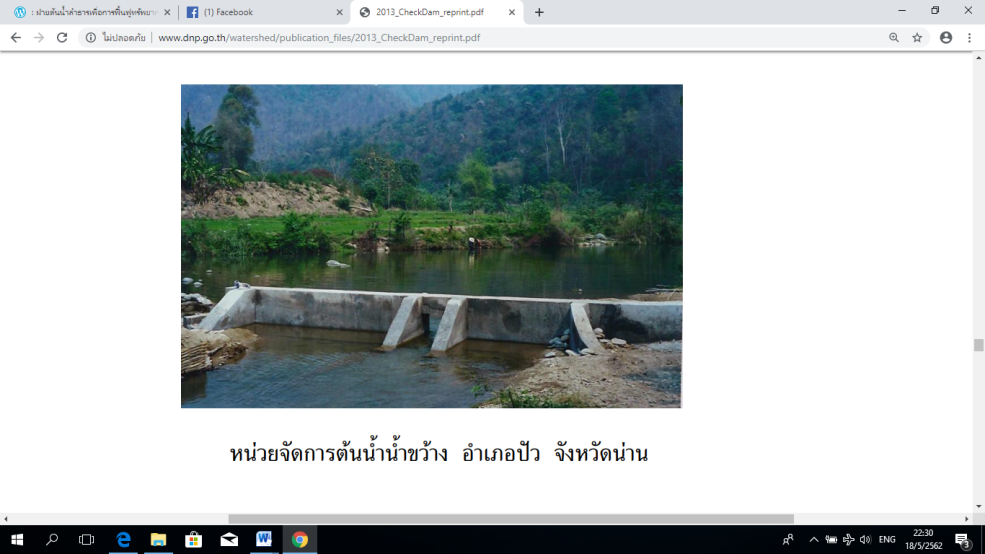 : ฝายต้นน้ำลำธารเพื่อการฟื้นฟูทรัพยาก
(1) Facebook
2013_CheckDam_reprint.pdf
ไม่ปลอดภัย | www.dnp.go.th/watershed/publication_files/2013_CheckDam_reprint.pdf
หน่วยจัดการต้นน้ำน้ำขว้าง อำเภอปัว จังหวัดน่าน
ENG
22:30
18/5/2562
3